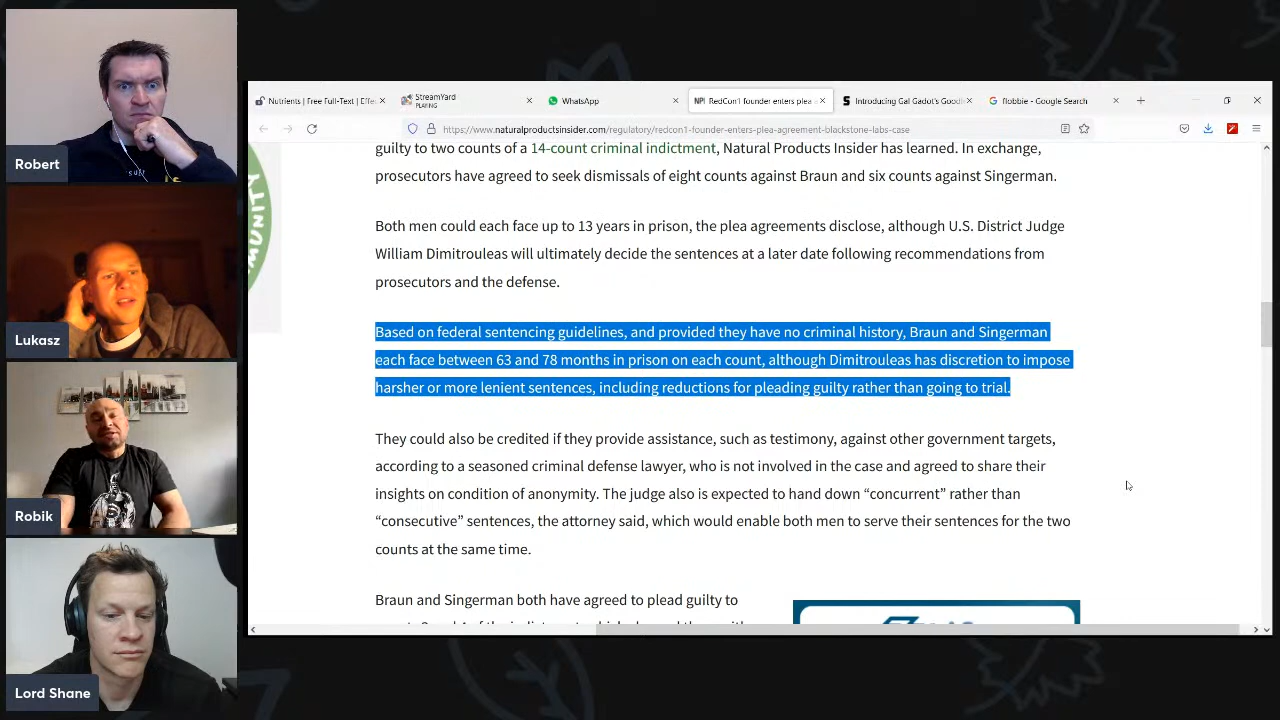 Robert
Lukasz
Robik
Lord Shane
Nutrients | Free Full-Text | Effe
StreamYard
PLAYING
WhatsApp
NPI RedCon1 founder enters plea
Introducing Gal Gadot's Goodl
flobbie - Google Search
https://www.naturalproductsinsider.com/regulatory/redcon1-founder-enters-plea-agreement-blackstone-labs-case
guilty to two counts of a 14-count criminal indictment, Natural Products Insider has learned. In exchange,
prosecutors have agreed to seek dismissals of eight counts against Braun and six counts against Singerman.
Both men could each face up to 13 years in prison, the plea agreements disclose, although U.S. District Judge
William Dimitrouleas will ultimately decide the sentences at a later date following recommendations from
prosecutors and the defense.
Based on federal sentencing guidelines, and provided they have no criminal history, Braun and Singerman
each face between 63 and 78 months in prison on each count, although Dimitrouleas has discretion to impose
harsher or more lenient sentences, including reductions for pleading guilty rather than going to trial.
They could also be credited if they provide assistance, such as testimony, against other government targets,
according to a seasoned criminal defense lawyer, who is not involved in the case and agreed to share their
insights on condition of anonymity. The judge also is expected to hand down “concurrent” rather than
“consecutive” sentences, the attorney said, which would enable both men to serve their sentences for the two
counts at the same time.
Braun and Singerman both have agreed to plead guilty to